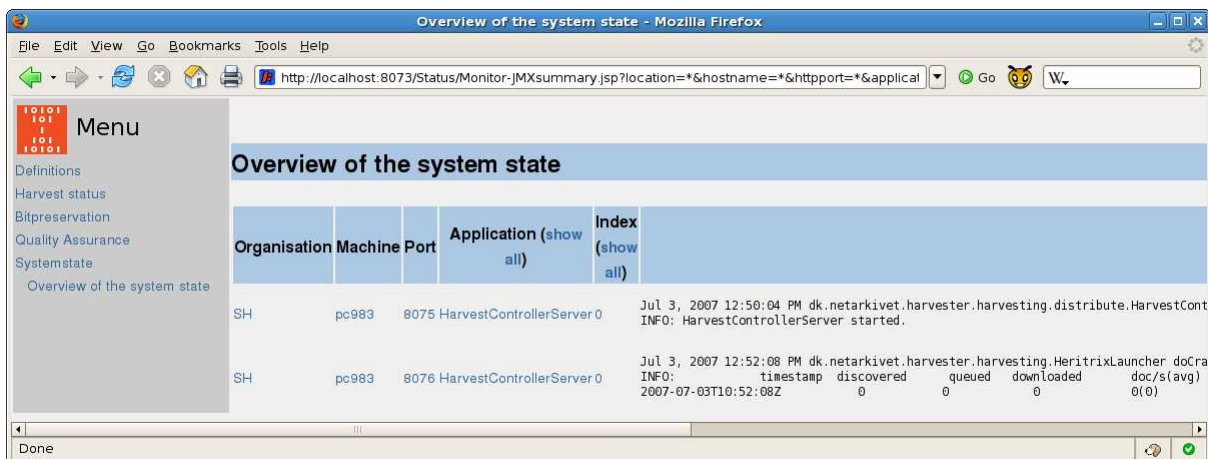 Overview of the system state - Mozilla Firefox
File Edit View Go Bookmarks Tools Help
http://localhost:8073/Status/Monitor-JMXsummary.jsp?location=*&hostname=*&httpport=*&applicat Go W
10101
101
1
101
10101
Menu
Definitions
Harvest status
Bitpreservation
Quality Assurance
Systemstate
Overview of the system state
Overview of the system state
Organisation Machine Port Application (show all) Index (show all)
SH pc983 8075 HarvestControllerServer 0
Jul 3, 2007 12:50:04 PM dk.netarkivet.harvester.harvesting.distribute.HarvestCont
INFO: HarvestControllerServer started.
SH pc983 8076 HarvestControllerServer 0
Jul 3, 2007 12:52:08 PM dk.netarkivet.harvester.harvesting.HeritrixLauncher doCra
INFO: timestamp discovered queued downloaded doc/s(avg)
2007-07-03T10:52:08Z 0 0 0 0(0)
Done